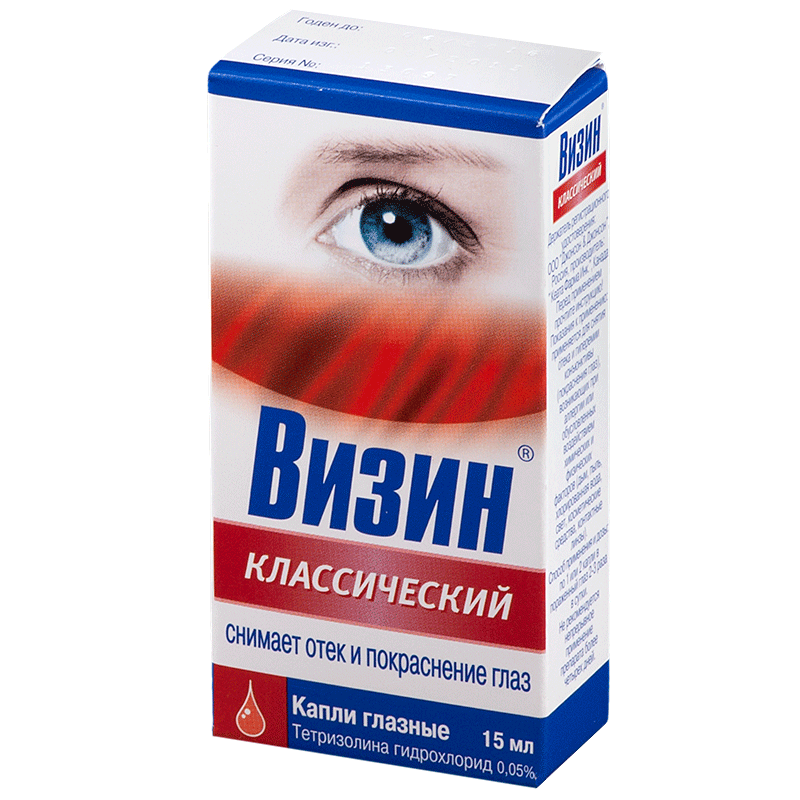 Годен до:
Дата изг.:
Серия №:
Визин®
КЛАССИЧЕСКИЙ
снимает отек и покраснение глаз
Капли глазные 15 мл
Тетризолина гидрохлорид 0,05%
Визин®
КЛАССИЧЕСКИЙ
Держатель регистрационного
удостоверения:
ООО "Джонсон & Джонсон"
Россия. Производитель:
"Кеата Фарма Инк." Канада
Перед применением
прочтите инструкцию!
Показания к применению:
применяется для снятия
отека и гиперемии
конъюнктивы
(покраснения глаз),
возникающих при
аллергии или
обусловленных
воздействием
химических и
физических
факторов (дым, пыль,
хлорированная вода,
свет, косметические
средства, контактные
линзы).
Способ применения и дозы:
по 1 или 2 капли в
пораженный глаз 2-3 раза
в сутки.
Не рекомендуется
непрерывное
применение
препарата более
четырех дней.